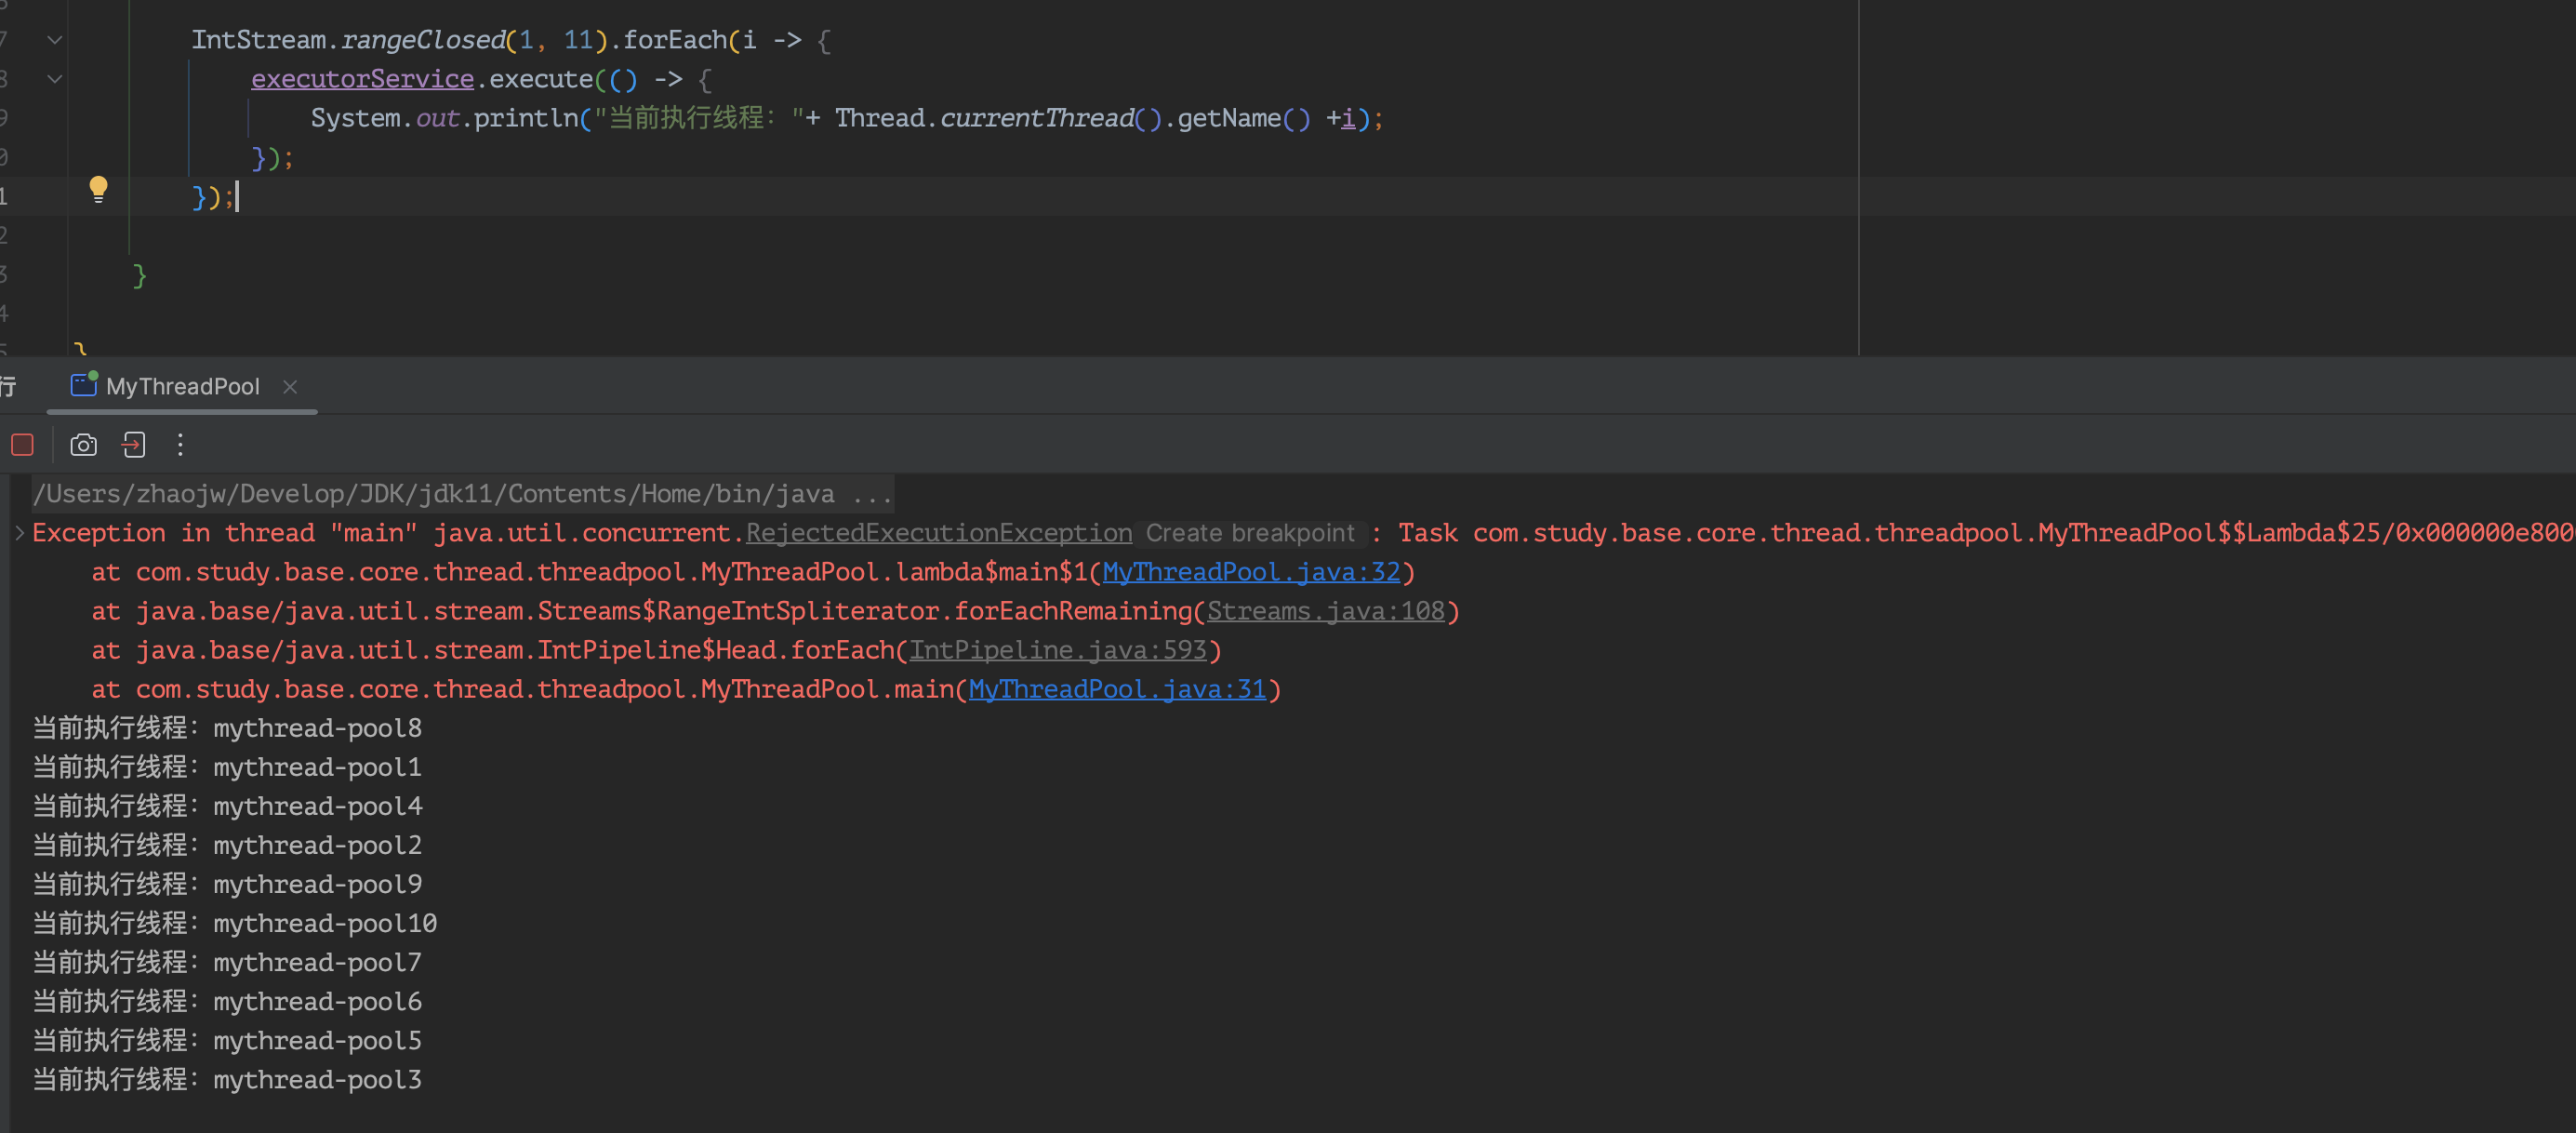 7 IntStream.rangeClosed(1, 11).forEach(i -> {
8 executorService.execute(() -> {
9 System.out.println("当前执行线程："+ Thread.currentThread().getName() +i);
0 });
1 });
2
3 }
4
}
行 MyThreadPool
/Users/zhaojw/Develop/JDK/jdk11/Contents/Home/bin/java ...
Exception in thread "main" java.util.concurrent.RejectedExecutionException Create breakpoint : Task com.study.base.core.thread.threadpool.MyThreadPool$$Lambda$25/0x000000e800
at com.study.base.core.thread.threadpool.MyThreadPool.lambda$main$1(MyThreadPool.java:32)
at java.base/java.util.stream.Streams$RangeIntSpliterator.forEachRemaining(Streams.java:108)
at java.base/java.util.stream.IntPipeline$Head.forEach(IntPipeline.java:593)
at com.study.base.core.thread.threadpool.MyThreadPool.main(MyThreadPool.java:31)
当前执行线程：mythread-pool8
当前执行线程：mythread-pool1
当前执行线程：mythread-pool4
当前执行线程：mythread-pool2
当前执行线程：mythread-pool9
当前执行线程：mythread-pool10
当前执行线程：mythread-pool7
当前执行线程：mythread-pool6
当前执行线程：mythread-pool5
当前执行线程：mythread-pool3